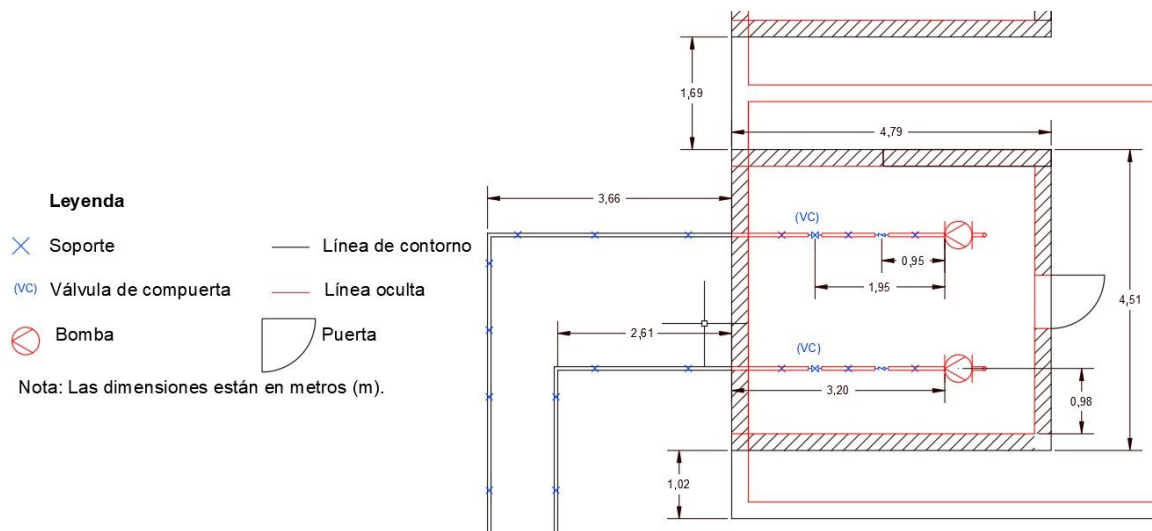 Leyenda
Soporte
Línea de contorno
(VC) Válvula de compuerta
Línea oculta
Bomba
Puerta
Nota: Las dimensiones están en metros (m).
1,69
4,79
3,66
(VC)
0,95
1,95
4,51
2,61
(VC)
3,20
0,98
1,02